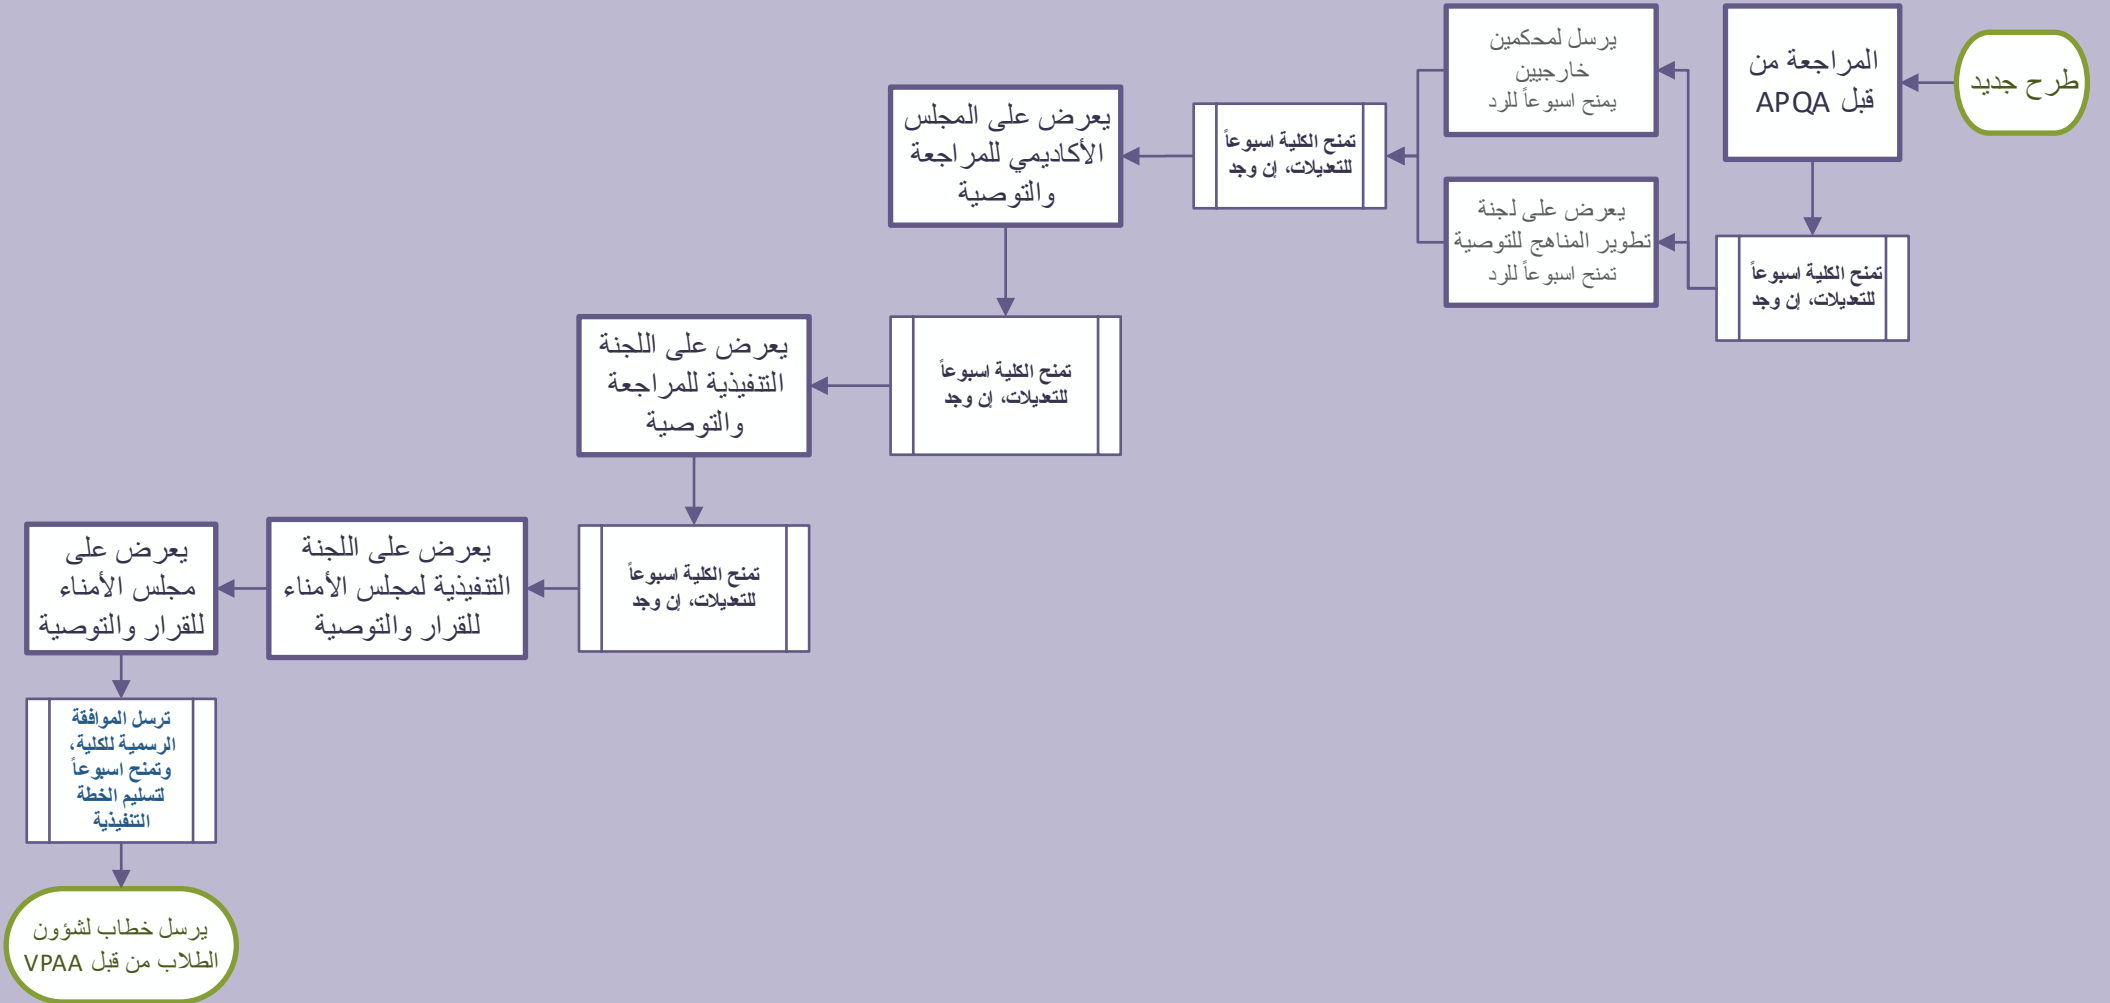 طرح جديد
المراجعة من
قبل APQA
تمنح الكلية اسبوعاً
للتعديلات، إن وجد
يرسل لمحكمين
خارجيين
يمنح اسبوعاً للرد
يعرض على لجنة
تطوير المناهج للتوصية
تمنح اسبوعاً للرد
تمنح الكلية اسبوعاً
للتعديلات، إن وجد
يعرض على المجلس
الأكاديمي للمراجعة
والتوصية
تمنح الكلية اسبوعاً
للتعديلات، إن وجد
يعرض على اللجنة
التنفيذية للمراجعة
والتوصية
تمنح الكلية اسبوعاً
للتعديلات، إن وجد
يعرض على اللجنة
التنفيذية لمجلس الأمناء
للقرار والتوصية
يعرض على
مجلس الأمناء
للقرار والتوصية
ترسل الموافقة
الرسمية للكلية،
وتمنح اسبوعاً
لتسليم الخطة
التنفيذية
يرسل خطاب لشؤون
الطلاب من قبل VPAA